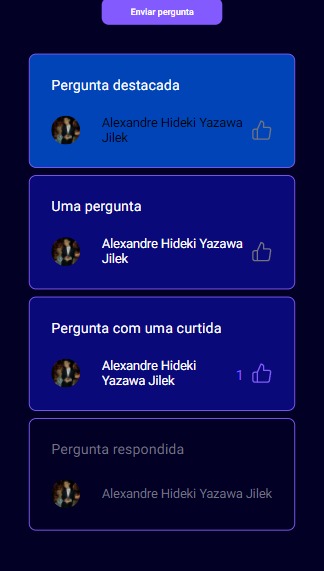 Enviar pergunta
Pergunta destacada
Alexandre Hideki Yazawa
Jilek
Uma pergunta
Alexandre Hideki Yazawa
Jilek
Pergunta com uma curtida
Alexandre Hideki
Yazawa Jilek
1
Pergunta respondida
Alexandre Hideki Yazawa Jilek